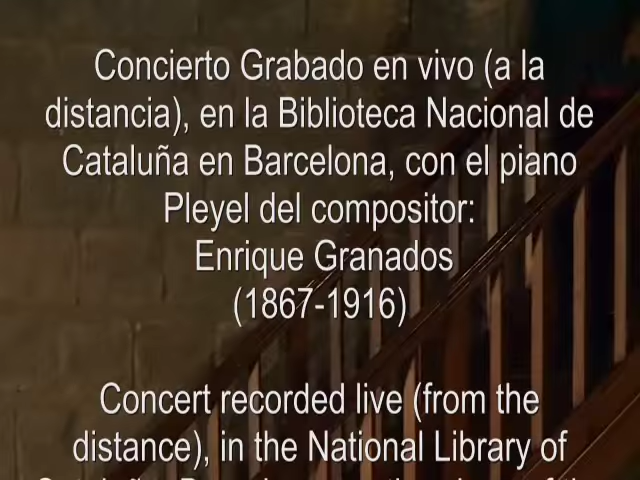 Concierto Grabado en vivo (a la
distancia), en la Biblioteca Nacional de
Cataluña en Barcelona, con el piano
Pleyel del compositor:
Enrique Granados
(1867-1916)
Concert recorded live (from the
distance), in the National Library of